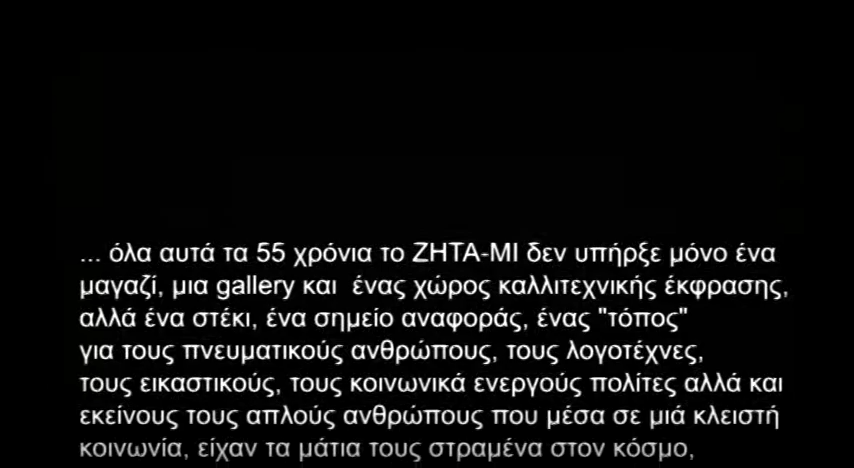 ... όλα αυτά τα 55 χρόνια το ΖΗΤΑ-ΜΙ δεν υπήρξε μόνο ένα
μαγαζί, μια gallery και ένας χώρος καλλιτεχνικής έκφρασης,
αλλά ένα στέκι, ένα σημείο αναφοράς, ένας "τόπος"
για τους πνευματικούς ανθρώπους, τους λογοτέχνες,
τους εικαστικούς, τους κοινωνικά ενεργούς πολίτες αλλά και
εκείνους τους απλούς ανθρώπους που μέσα σε μιά κλειστή
κοινωνία, είχαν τα μάτια τους στραμένα στον κόσμο,